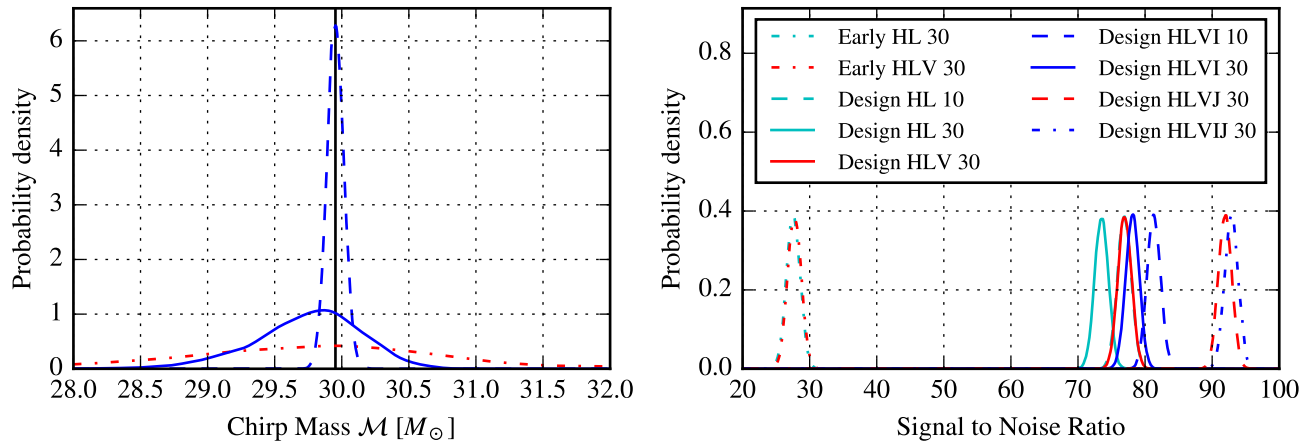 Probability density
6
5
4
3
2
1
0
28.0 28.5 29.0 29.5 30.0 30.5 31.0 31.5 32.0
Chirp Mass ℳ [M⊙]
Probability density
0.8
0.6
0.4
0.2
0.0
20 30 40 50 60 70 80 90 100
Signal to Noise Ratio
Early HL 30
Early HLV 30
Design HL 10
Design HL 30
Design HLV 30
Design HLVI 10
Design HLVI 30
Design HLVJ 30
Design HLVIJ 30